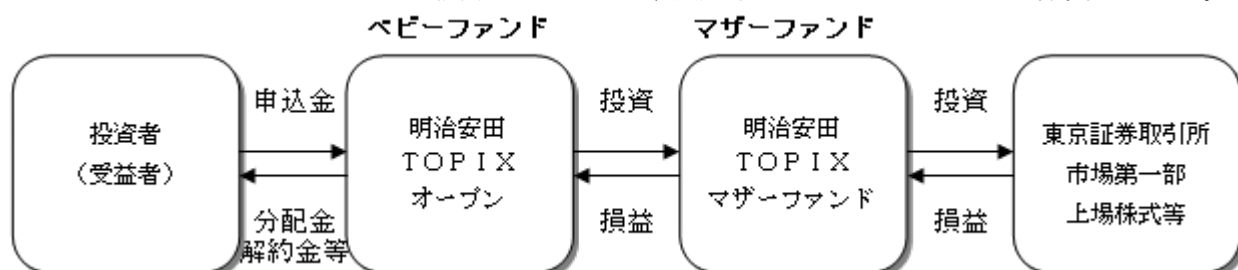 ベビーファンド
マザーファンド
投資者
（受益者）
申込金
分配金
解約金等
明治安田
ＴＯＰＩＸ
オープン
投資
損益
明治安田
ＴＯＰＩＸ
マザーファンド
投資
損益
東京証券取引所
市場第一部
上場株式等